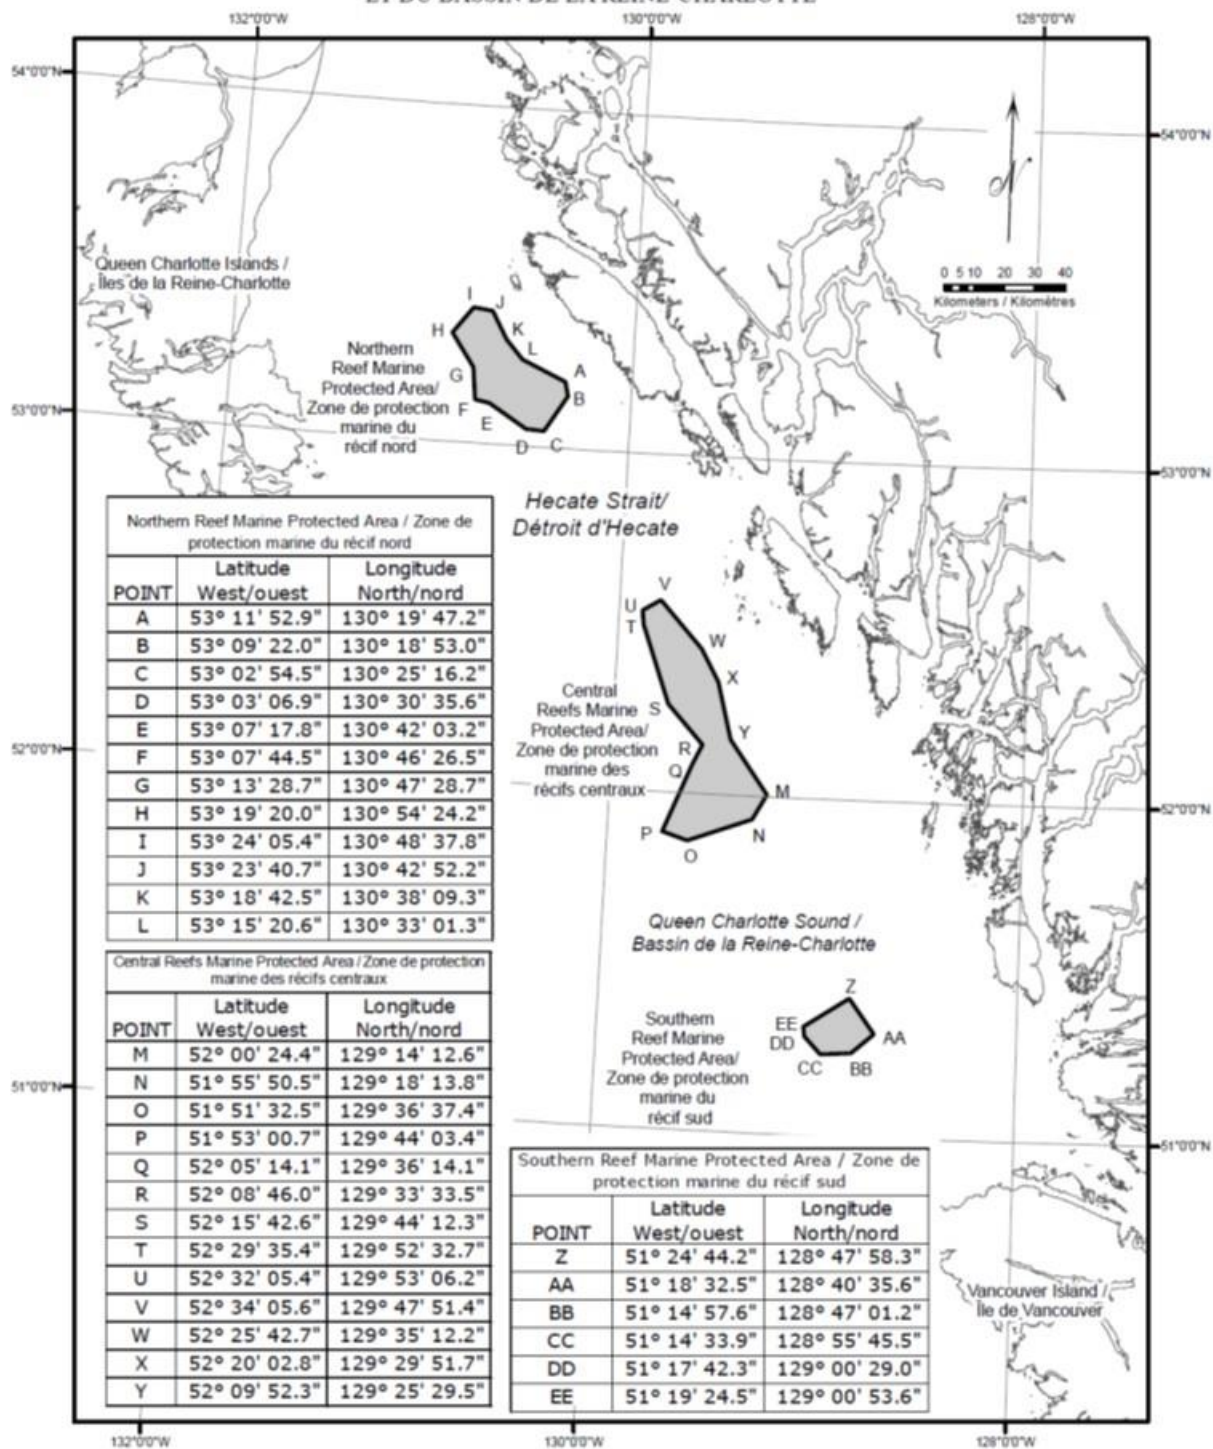 ET DU BASSIN DE LA REINE-CHARLOTTE
132°0'0"W
130°0'0"W
128°0'0"W
54°0'0"N
54°0'0"N
Queen Charlotte Islands /
Îles de la Reine-Charlotte
0 5 10 20 30 40
Kilometers / Kilomètres
I
J
H
K
L
Northern
Reef Marine
Protected Area/
Zone de protection
marine du
récif nord
G
A
B
F
E
D
C
53°0'0"N
53°0'0"N
Hecate Strait/
Détroit d'Hecate
Northern Reef Marine Protected Area / Zone de
protection marine du récif nord
POINT Latitude West/ouest Longitude North/nord
A 53° 11' 52.9" 130° 19' 47.2"
B 53° 09' 22.0" 130° 18' 53.0"
C 53° 02' 54.5" 130° 25' 16.2"
D 53° 03' 06.9" 130° 30' 35.6"
E 53° 07' 17.8" 130° 42' 03.2"
F 53° 07' 44.5" 130° 46' 26.5"
G 53° 13' 28.7" 130° 47' 28.7"
H 53° 19' 20.0" 130° 54' 24.2"
I 53° 24' 05.4" 130° 48' 37.8"
J 53° 23' 40.7" 130° 42' 52.2"
K 53° 18' 42.5" 130° 38' 09.3"
L 53° 15' 20.6" 130° 33' 01.3"
V
U
T
W
X
Central
Reefs Marine
Protected Area/
Zone de protection
marine des
récifs centraux
S
Y
R
Q
M
P
N
O
52°0'0"N
52°0'0"N
Queen Charlotte Sound /
Bassin de la Reine-Charlotte
Central Reefs Marine Protected Area / Zone de protection
marine des récifs centraux
POINT Latitude West/ouest Longitude North/nord
M 52° 00' 24.4" 129° 14' 12.6"
N 51° 55' 50.5" 129° 18' 13.8"
O 51° 51' 32.5" 129° 36' 37.4"
P 51° 53' 00.7" 129° 44' 03.4"
Q 52° 05' 14.1" 129° 36' 14.1"
R 52° 08' 46.0" 129° 33' 33.5"
S 52° 15' 42.6" 129° 44' 12.3"
T 52° 29' 35.4" 129° 52' 32.7"
U 52° 32' 05.4" 129° 53' 06.2"
V 52° 34' 05.6" 129° 47' 51.4"
W 52° 25' 42.7" 129° 35' 12.2"
X 52° 20' 02.8" 129° 29' 51.7"
Y 52° 09' 52.3" 129° 25' 29.5"
Z
EE
DD
AA
CC
BB
Southern
Reef Marine
Protected Area/
Zone de protection
marine du
récif sud
51°0'0"N
51°0'0"N
Southern Reef Marine Protected Area / Zone de
protection marine du récif sud
POINT Latitude West/ouest Longitude North/nord
Z 51° 24' 44.2" 128° 47' 58.3"
AA 51° 18' 32.5" 128° 40' 35.6"
BB 51° 14' 57.6" 128° 47' 01.2"
CC 51° 14' 33.9" 128° 55' 45.5"
DD 51° 17' 42.3" 129° 00' 29.0"
EE 51° 19' 24.5" 129° 00' 53.6"
Vancouver Island /
Île de Vancouver
132°0'0"W
130°0'0"W
128°0'0"W